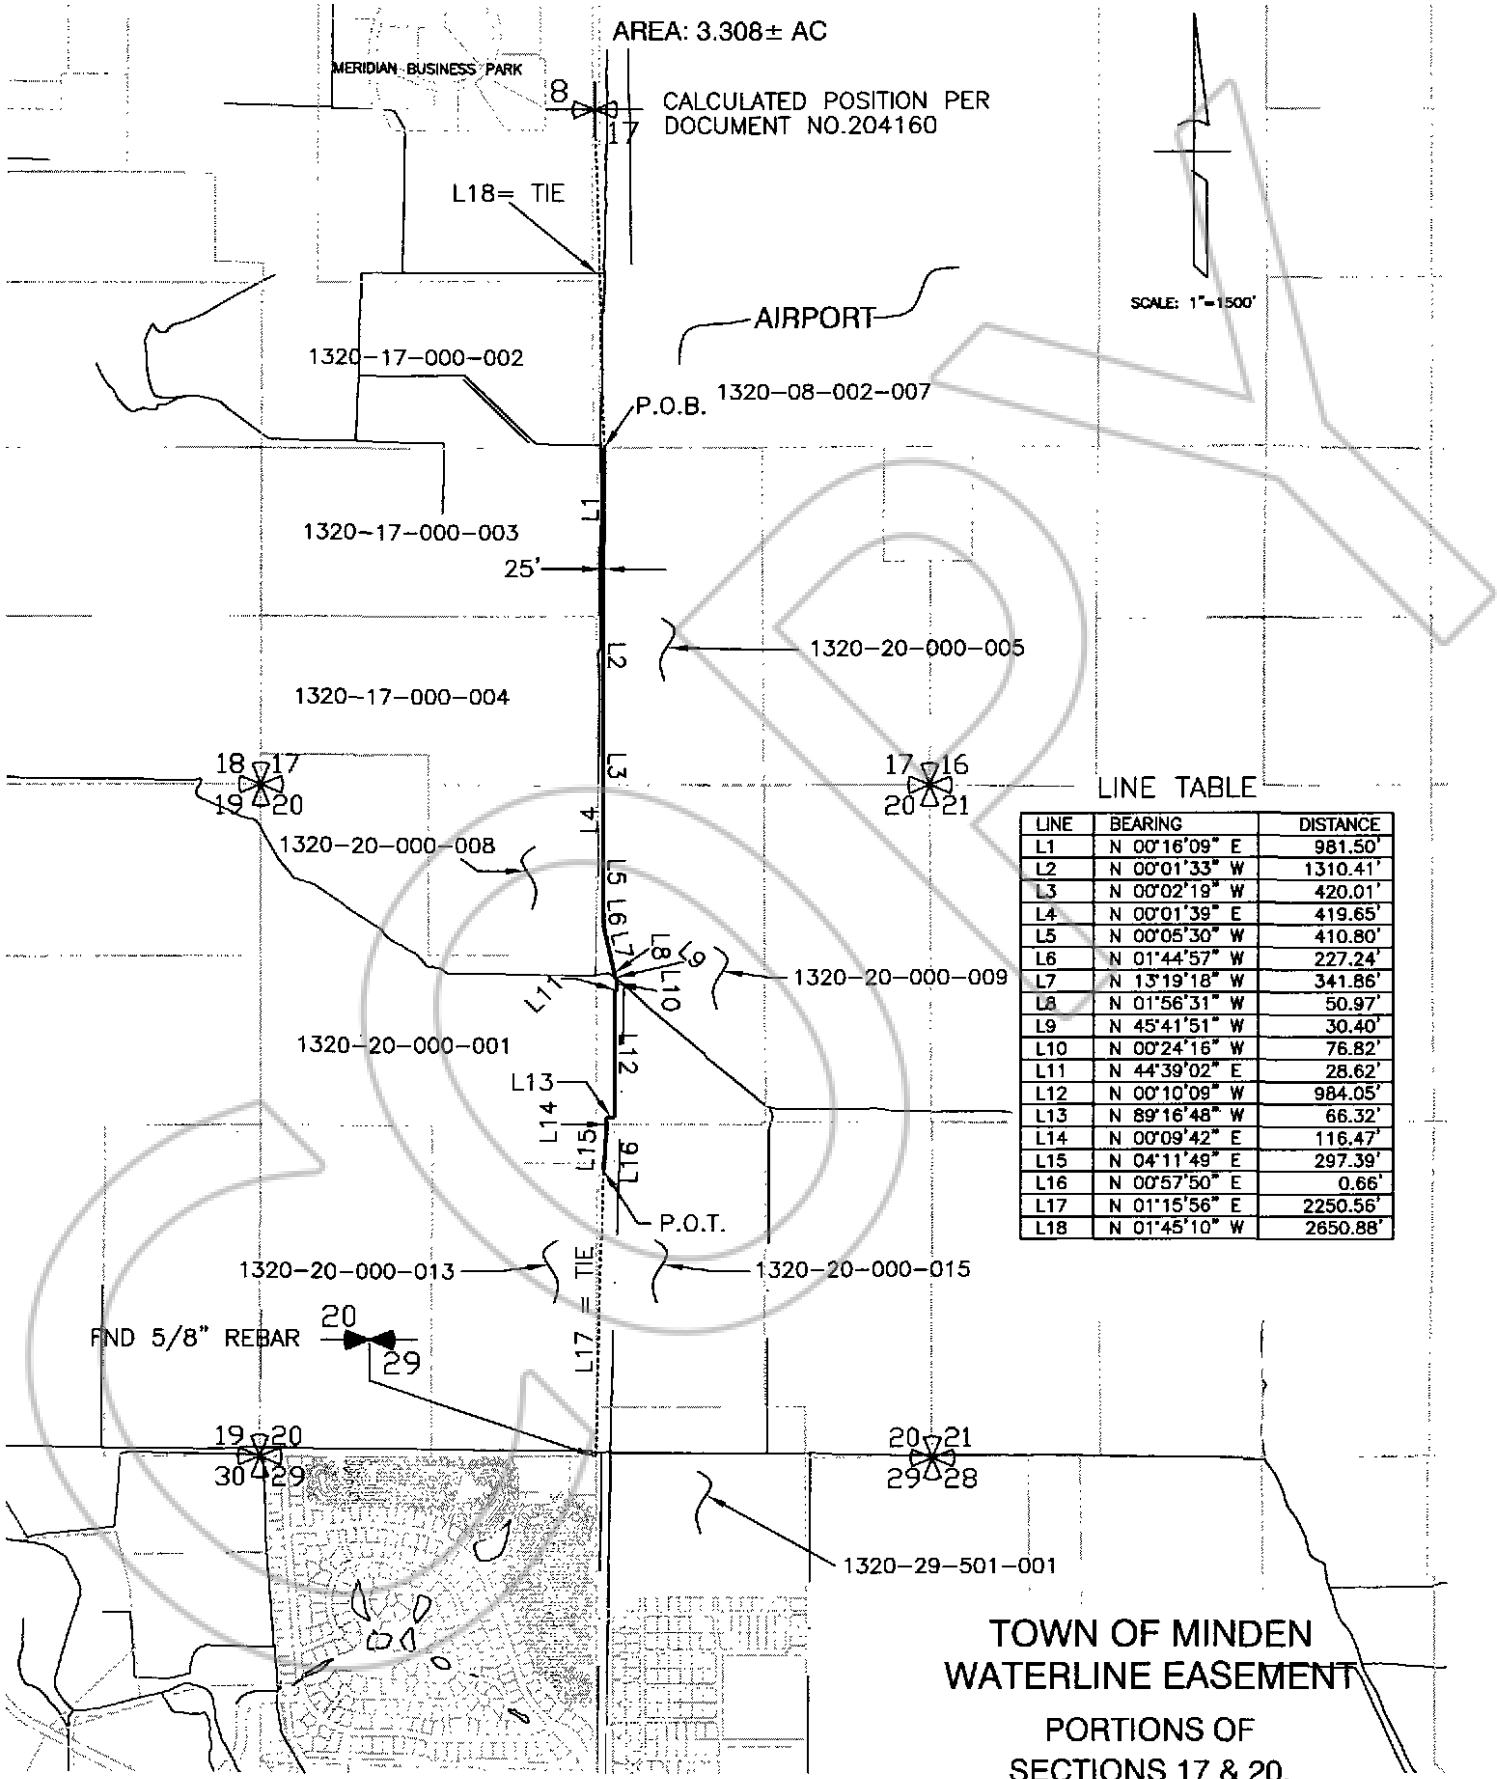 AREA: 3.308± AC
MERIDIAN BUSINESS PARK
8
17
CALCULATED POSITION PER
DOCUMENT NO.204160
L18= TIE
SCALE: 1"=1500'
AIRPORT
1320-17-000-002
1320-08-002-007
P.O.B.
L1
1320-17-000-003
25'
L2
1320-20-000-005
1320-17-000-004
L3
18 17
19 20
17 16
20 21
L4
1320-20-000-008
L5
L6
L7
L8
L9
L10
L11
1320-20-000-009
1320-20-000-001
L12
L13
L14
L15
L16
P.O.T.
LINE TABLE
LINE BEARING DISTANCE
L1 N 00°16'09" E 981.50'
L2 N 00°01'33" W 1310.41'
L3 N 00°02'19" W 420.01'
L4 N 00°01'39" E 419.65'
L5 N 00°05'30" W 410.80'
L6 N 01°44'57" W 227.24'
L7 N 13°19'18" W 341.86'
L8 N 01°56'31" W 50.97'
L9 N 45°41'51" W 30.40'
L10 N 00°24'16" W 76.82'
L11 N 44°39'02" E 28.62'
L12 N 00°10'09" W 984.05'
L13 N 89°16'48" W 66.32'
L14 N 00°09'42" E 116.47'
L15 N 04°11'49" E 297.39'
L16 N 00°57'50" E 0.66'
L17 N 01°15'56" E 2250.56'
L18 N 01°45'10" W 2650.88'
1320-20-000-013
1320-20-000-015
L17 = TIE
FND 5/8" REBAR
20
29
19 20
30 29
20 21
29 28
1320-29-501-001
TOWN OF MINDEN
WATERLINE EASEMENT
PORTIONS OF
SECTIONS 17 & 20,
COPY